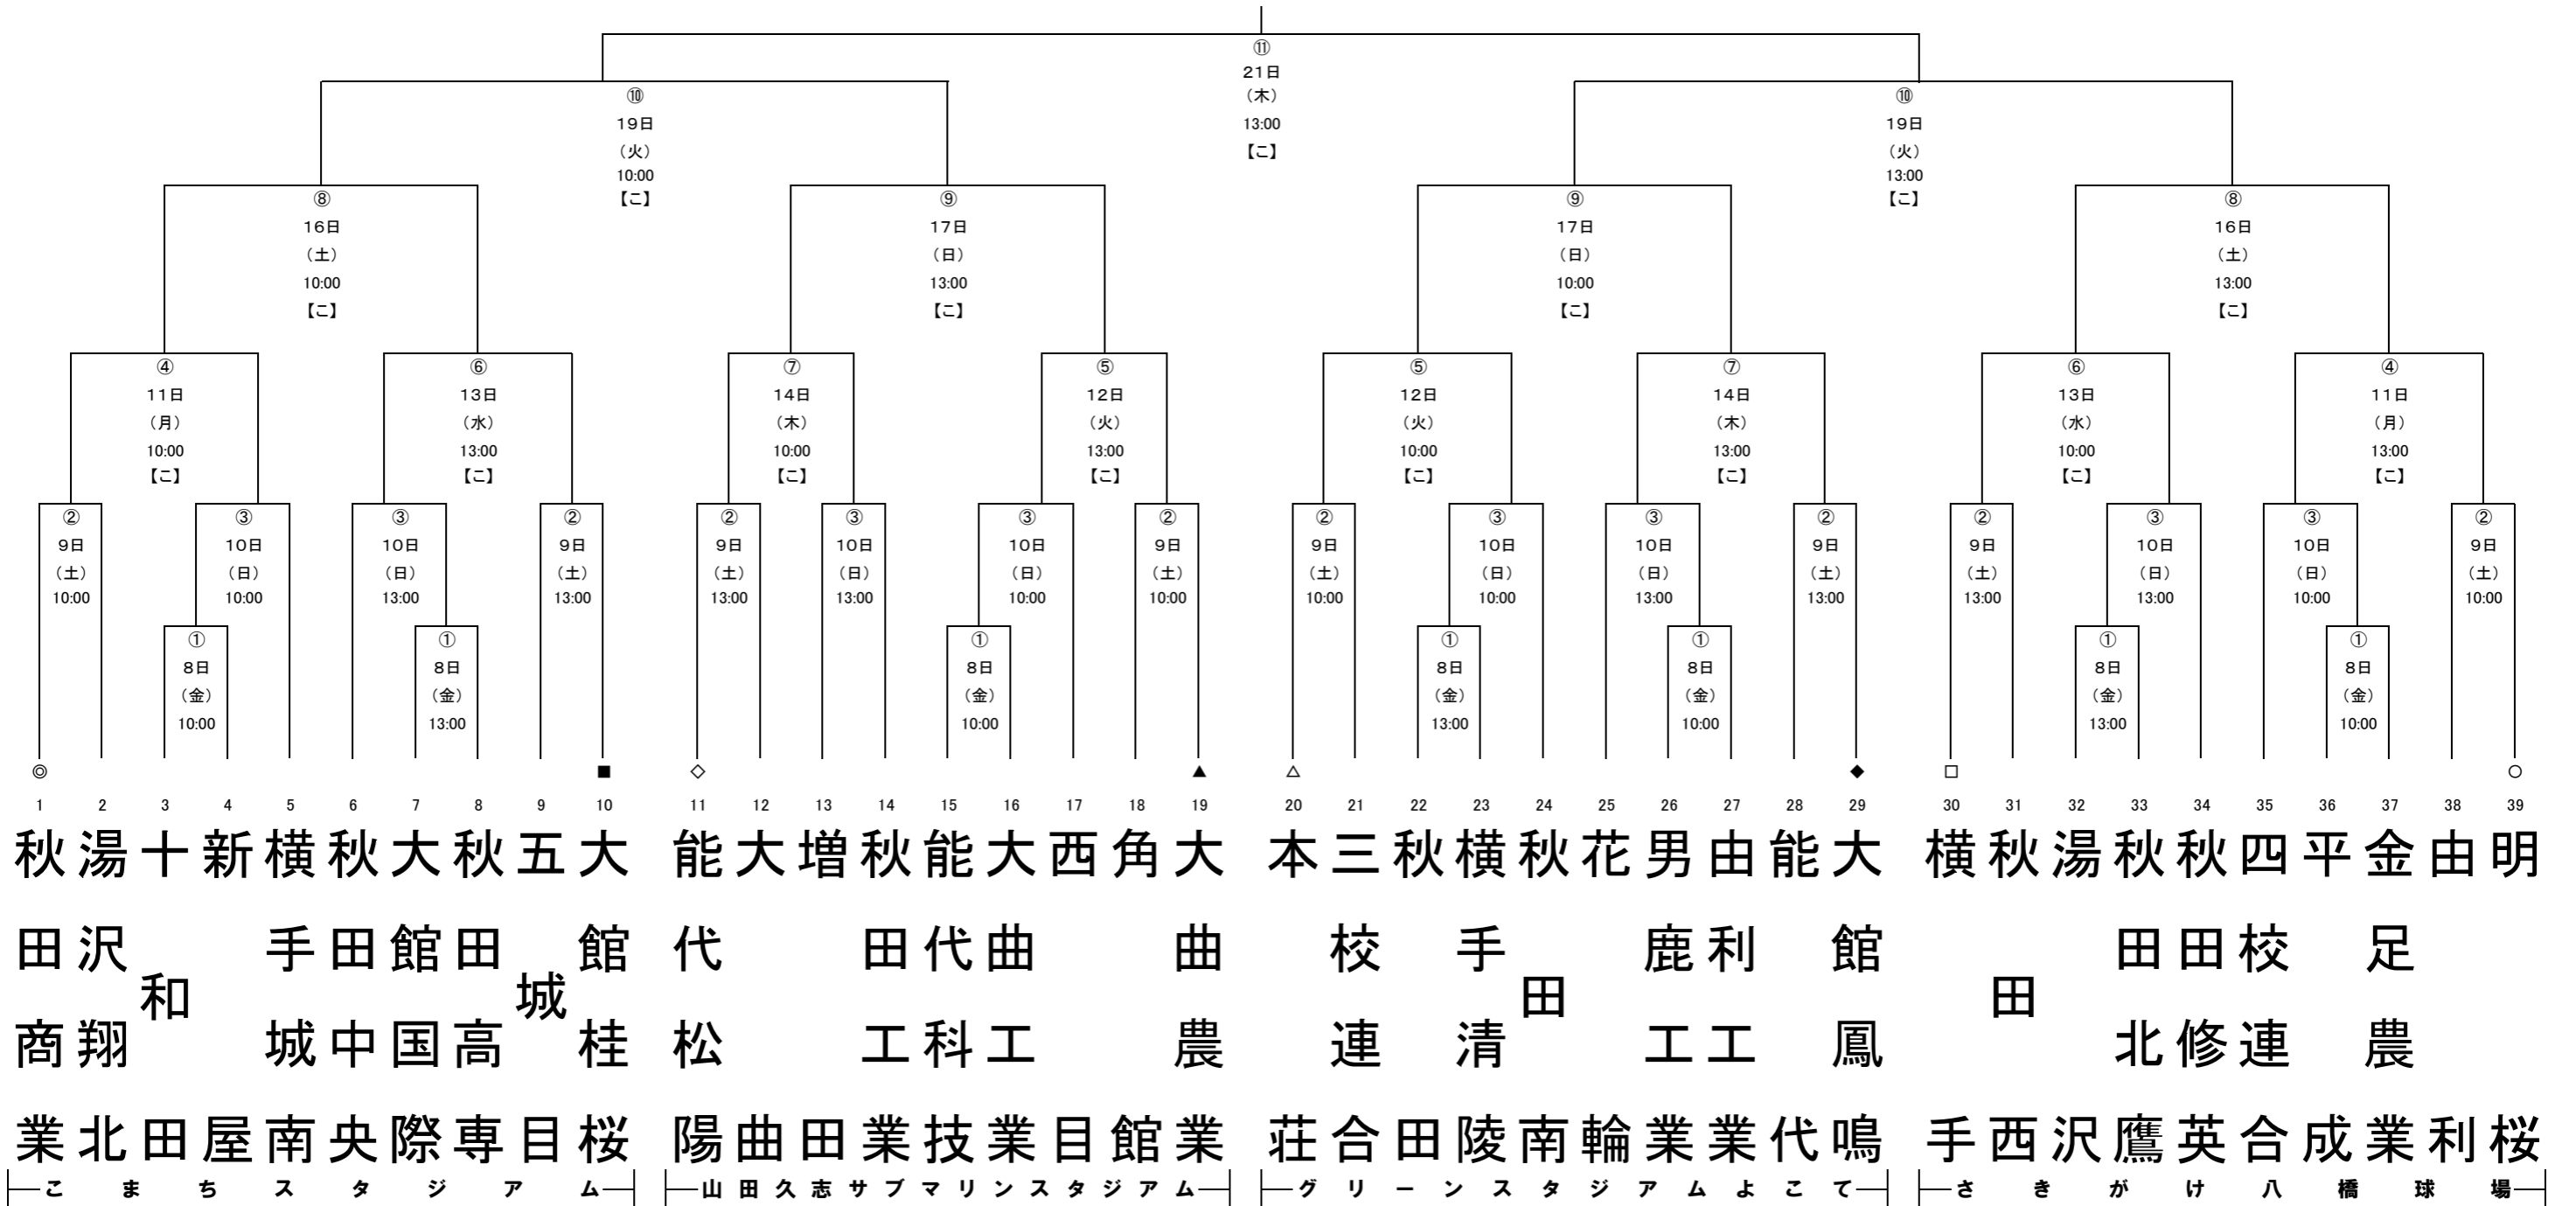 ⑪
21日
（木）
13:00
【こ】
⑩
19日
（火）
10:00
【こ】
⑩
19日
（火）
13:00
【こ】
⑧
16日
（土）
10:00
【こ】
⑨
17日
（日）
13:00
【こ】
⑨
17日
（日）
10:00
【こ】
⑧
16日
（土）
13:00
【こ】
④
11日
（月）
10:00
【こ】
⑥
13日
（水）
13:00
【こ】
⑦
14日
（木）
10:00
【こ】
⑤
12日
（火）
13:00
【こ】
⑤
12日
（火）
10:00
【こ】
⑦
14日
（木）
13:00
【こ】
⑥
13日
（水）
10:00
【こ】
④
11日
（月）
13:00
【こ】
②
9日
（土）
10:00
③
10日
（日）
10:00
③
10日
（日）
13:00
②
9日
（土）
13:00
②
9日
（土）
13:00
③
10日
（日）
13:00
③
10日
（日）
10:00
②
9日
（土）
10:00
②
9日
（土）
10:00
③
10日
（日）
10:00
③
10日
（日）
13:00
②
9日
（土）
13:00
②
9日
（土）
13:00
③
10日
（日）
13:00
③
10日
（日）
10:00
②
9日
（土）
10:00
①
8日
（金）
10:00
①
8日
（金）
13:00
①
8日
（金）
10:00
①
8日
（金）
13:00
①
8日
（金）
10:00
①
8日
（金）
13:00
①
8日
（金）
10:00
◎ ■ ◇ ▲ △ ◆ □ ○
1 2 3 4 5 6 7 8 9 10 11 12 13 14 15 16 17 18 19 20 21 22 23 24 25 26 27 28 29 30 31 32 33 34 35 36 37 38 39
秋田商業
湯沢翔北
十和田
新屋
横手城南
秋田中央
大館国際
秋田高専
五城目
大館桂桜
能代松陽
大曲
増田
秋田工業
能代科技
大曲工業
西目
角館
大曲農業
本荘
三校連合
秋田
横手清陵
秋田南
花輪
男鹿工業
由利工業
能代
大館鳳鳴
横手
秋田西
湯沢
秋田北鷹
秋田修英
四校連合
平成
金足農業
由利
明桜
こまちスタジアム
山田久志サブマリンスタジアム
グリーンスタジアムよこて
さきがけ八橋球場